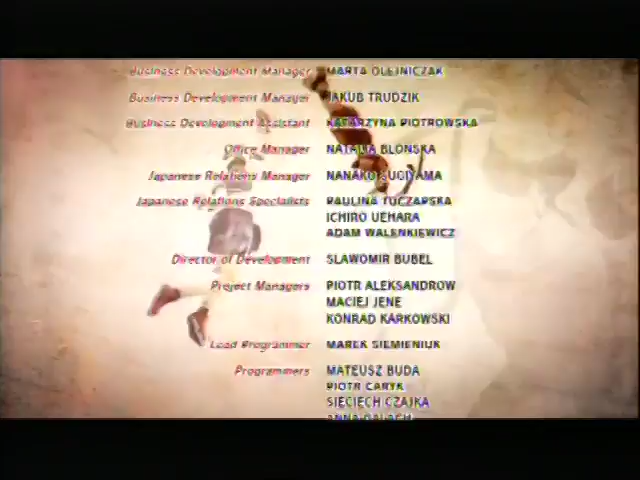 Business Development Manager MARTA OLEJNICZAK
Business Development Manager JAKUB TRUDZIK
Business Development Assistant KATARZYNA PIOTROWSKA
Office Manager NATALIA BLONSKA
Japanese Relations Manager NANAKO SUGIYAMA
Japanese Relations Specialists PAULINA TUCZAPSKA
ICHIRO UEHARA
ADAM WALENKIEWICZ
Director of Development SLAWOMIR BUBEL
Project Managers PIOTR ALEKSANDROW
MACIEJ JENE
KONRAD KARKOWSKI
Lead Programmer MAREK SIEMIENIUK
Programmers MATEUSZ BUDA
PIOTR CARYK
SIECIECH CZAJKA
ANNA